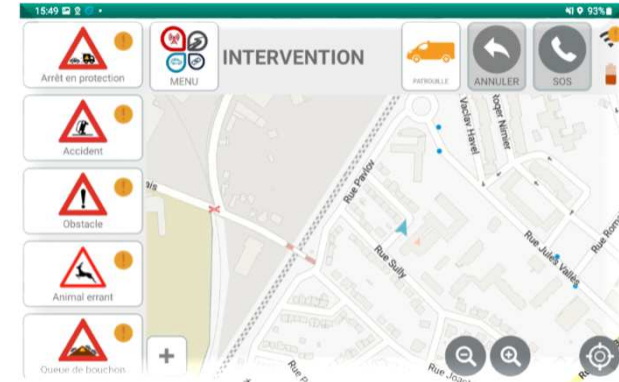 15:49
93%
Arrêt en protection
MENU
INTERVENTION
PATROUILLE
ANNULER
SOS
Accident
Obstacle
Animal errant
Queue de bouchon
Vaclav Havel
Roger Nimier
Rue Pavlov
Rue Sully
Rue Jules Vallès